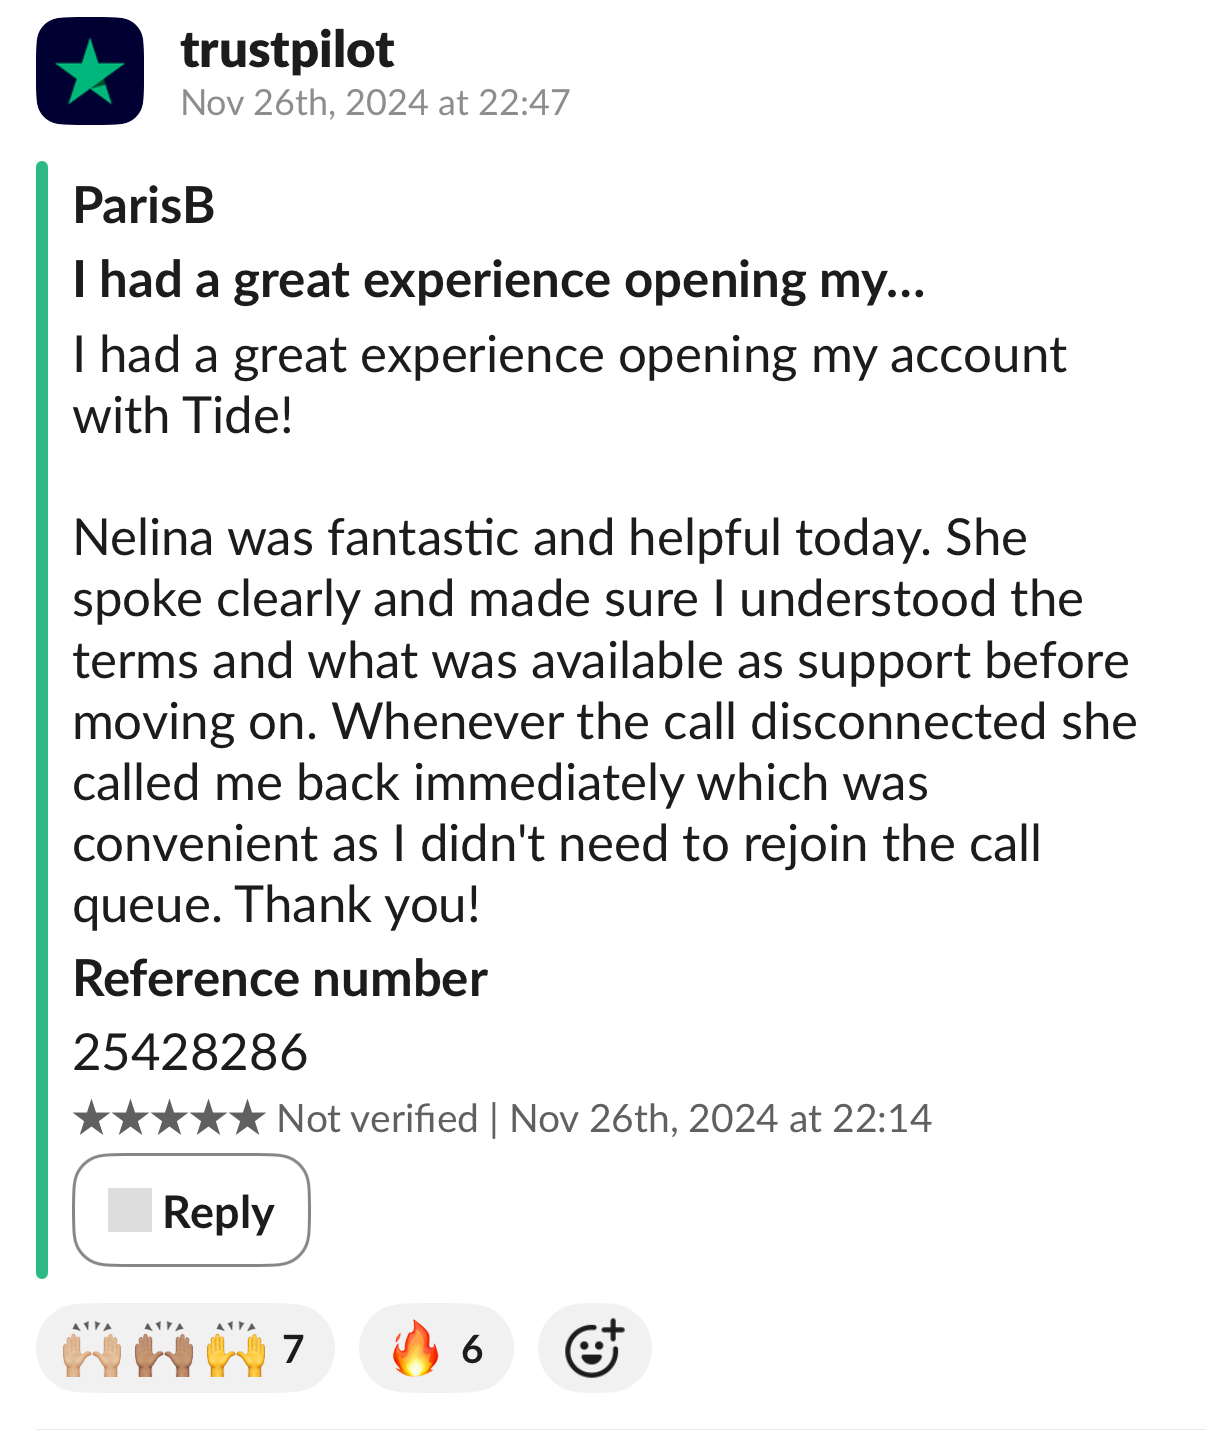 trustpilot
Nov 26th, 2024 at 22:47
ParisB
I had a great experience opening my...
I had a great experience opening my account
with Tide!
Nelina was fantastic and helpful today. She
spoke clearly and made sure I understood the
terms and what was available as support before
moving on. Whenever the call disconnected she
called me back immediately which was
convenient as I didn't need to rejoin the call
queue. Thank you!
Reference number
25428286
★★★★★ Not verified | Nov 26th, 2024 at 22:14
Reply
7
6